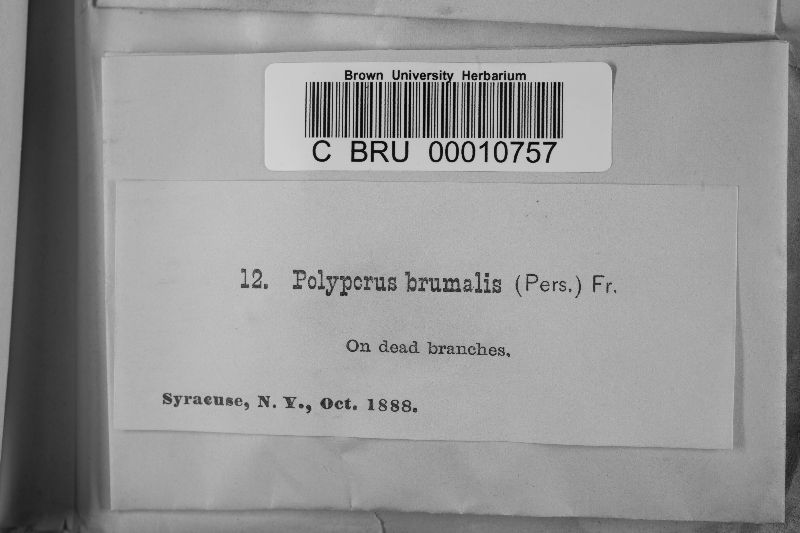 Brown University Herbarium
C BRU 00010757
12. Polyporus brumalis (Pers.) Fr.
On dead branches.
Syracuse, N. Y., Oct. 1888.